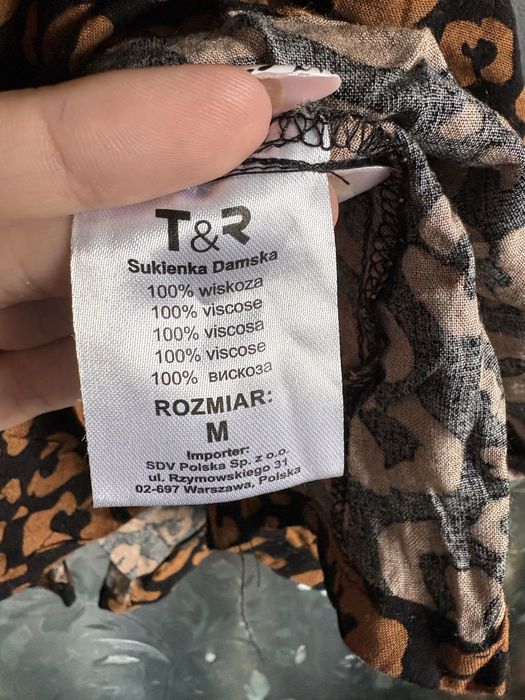 T&R
Sukienka Damska
100% wiskoza
100% viscose
100% viscosa
100% viscose
100% вискоза
ROZMIAR:
M
Importer:
SDV Polska Sp. z o.o.
ul. Rzymowskiego 31
02-697 Warszawa, Polska